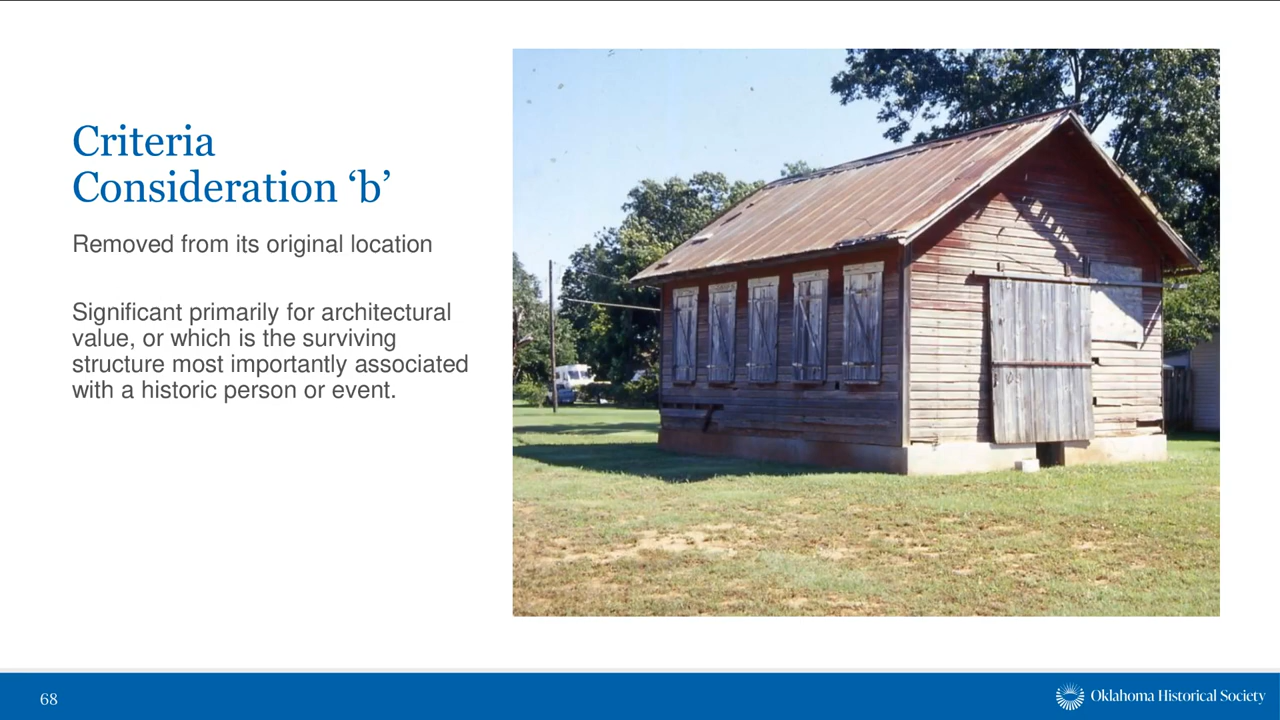 Criteria
Consideration ‘b’
Removed from its original location
Significant primarily for architectural
value, or which is the surviving
structure most importantly associated
with a historic person or event.
68
Oklahoma Historical Society